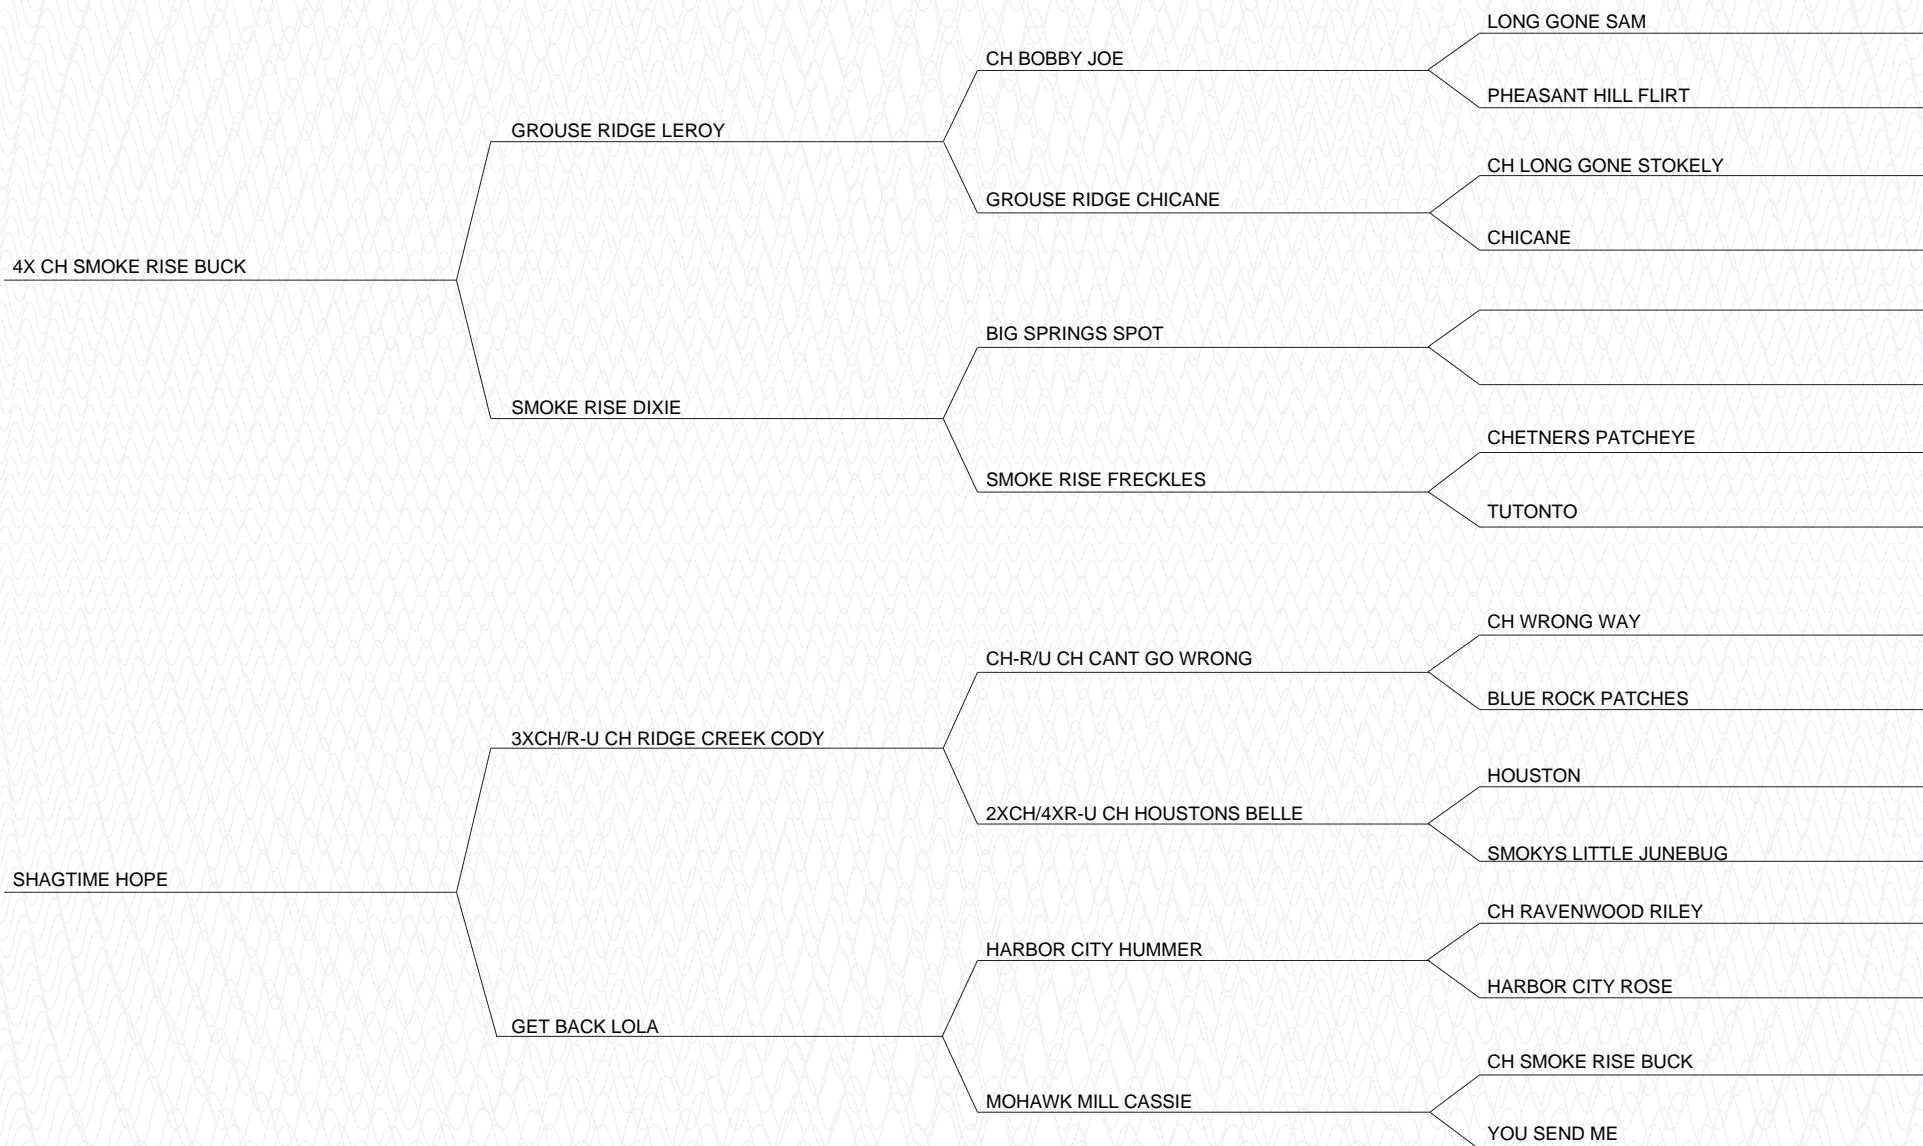 LONG GONE SAM
CH BOBBY JOE
PHEASANT HILL FLIRT
GROUSE RIDGE LEROY
CH LONG GONE STOKELY
GROUSE RIDGE CHICANE
CHICANE
4X CH SMOKE RISE BUCK
BIG SPRINGS SPOT
SMOKE RISE DIXIE
CHETNERS PATCHEYE
SMOKE RISE FRECKLES
TUTONTO
CH WRONG WAY
CH-R/U CH CANT GO WRONG
BLUE ROCK PATCHES
3XCH/R-U CH RIDGE CREEK CODY
HOUSTON
2XCH/4XR-U CH HOUSTONS BELLE
SMOKYS LITTLE JUNEBUG
SHAGTIME HOPE
CH RAVENWOOD RILEY
HARBOR CITY HUMMER
HARBOR CITY ROSE
GET BACK LOLA
CH SMOKE RISE BUCK
MOHAWK MILL CASSIE
YOU SEND ME